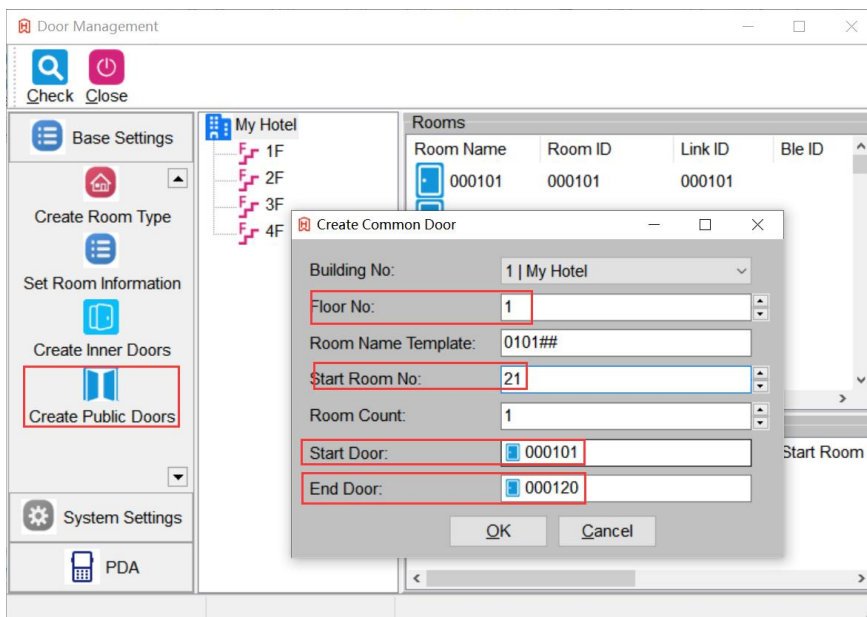 Door Management
Check Close
Base Settings
Create Room Type
Set Room Information
Create Inner Doors
Create Public Doors
System Settings
PDA
My Hotel
1F
2F
3F
4F
Rooms
Room Name Room ID Link ID Ble ID
000101 000101 000101
Create Common Door
Building No: 1 | My Hotel
Floor No: 1
Room Name Template: 0101##
Start Room No: 21
Room Count: 1
Start Door: 000101
End Door: 000120
OK Cancel
Start Room